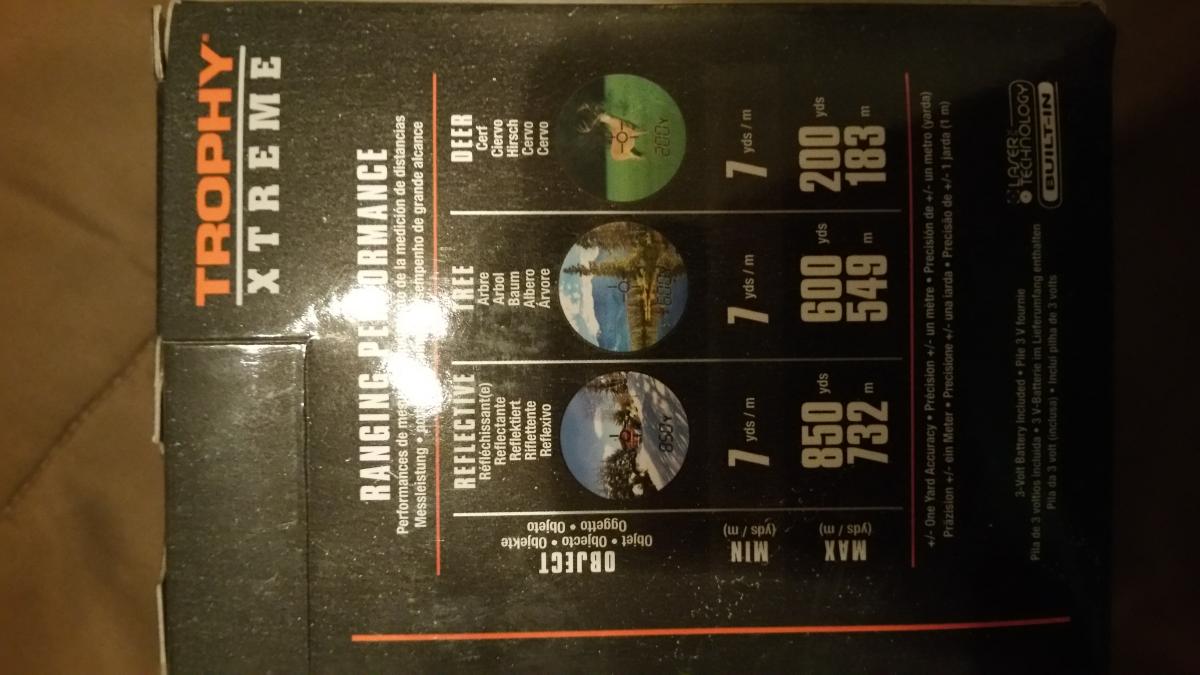 TROPHY
XTREME
RANGING PERFORMANCE
Performances de de la medición de distancias
Messleistung • empenho de grande alcance
OBJECT
Objet • Objecto • Objekte
Oggetto • Objeto
REFLECTIVE
Réfléchissant(e)
Reflectante
Reflektiert
Riflettente
Reflexivo
850Y
TREE
Arbre
Árbol
Baum
Albero
Árvore
600Y
DEER
Cerf
Ciervo
Hirsch
Cervo
Cervo
200Y
MIN
(yds / m)
7 yds / m
7 yds / m
7 yds / m
MAX
(yds / m)
850 yds
732 m
600 yds
549 m
200 yds
183 m
+/- One Yard Accuracy • Précision +/- un mètre • Precisión de +/- un metro (yarda)
Präzision +/- ein Meter • Precisione +/- una iarda • Precisão de +/- 1 jarda (1 m)
3-Volt Battery Included • Pile 3 V fournie
Pila de 3 voltios incluida • 3 V-Batterie im Lieferumfang enthalten
Pila da 3 volt (inclusa) • Inclui pilha de 3 volts
LASER
TECHNOLOGY
BUILT-IN